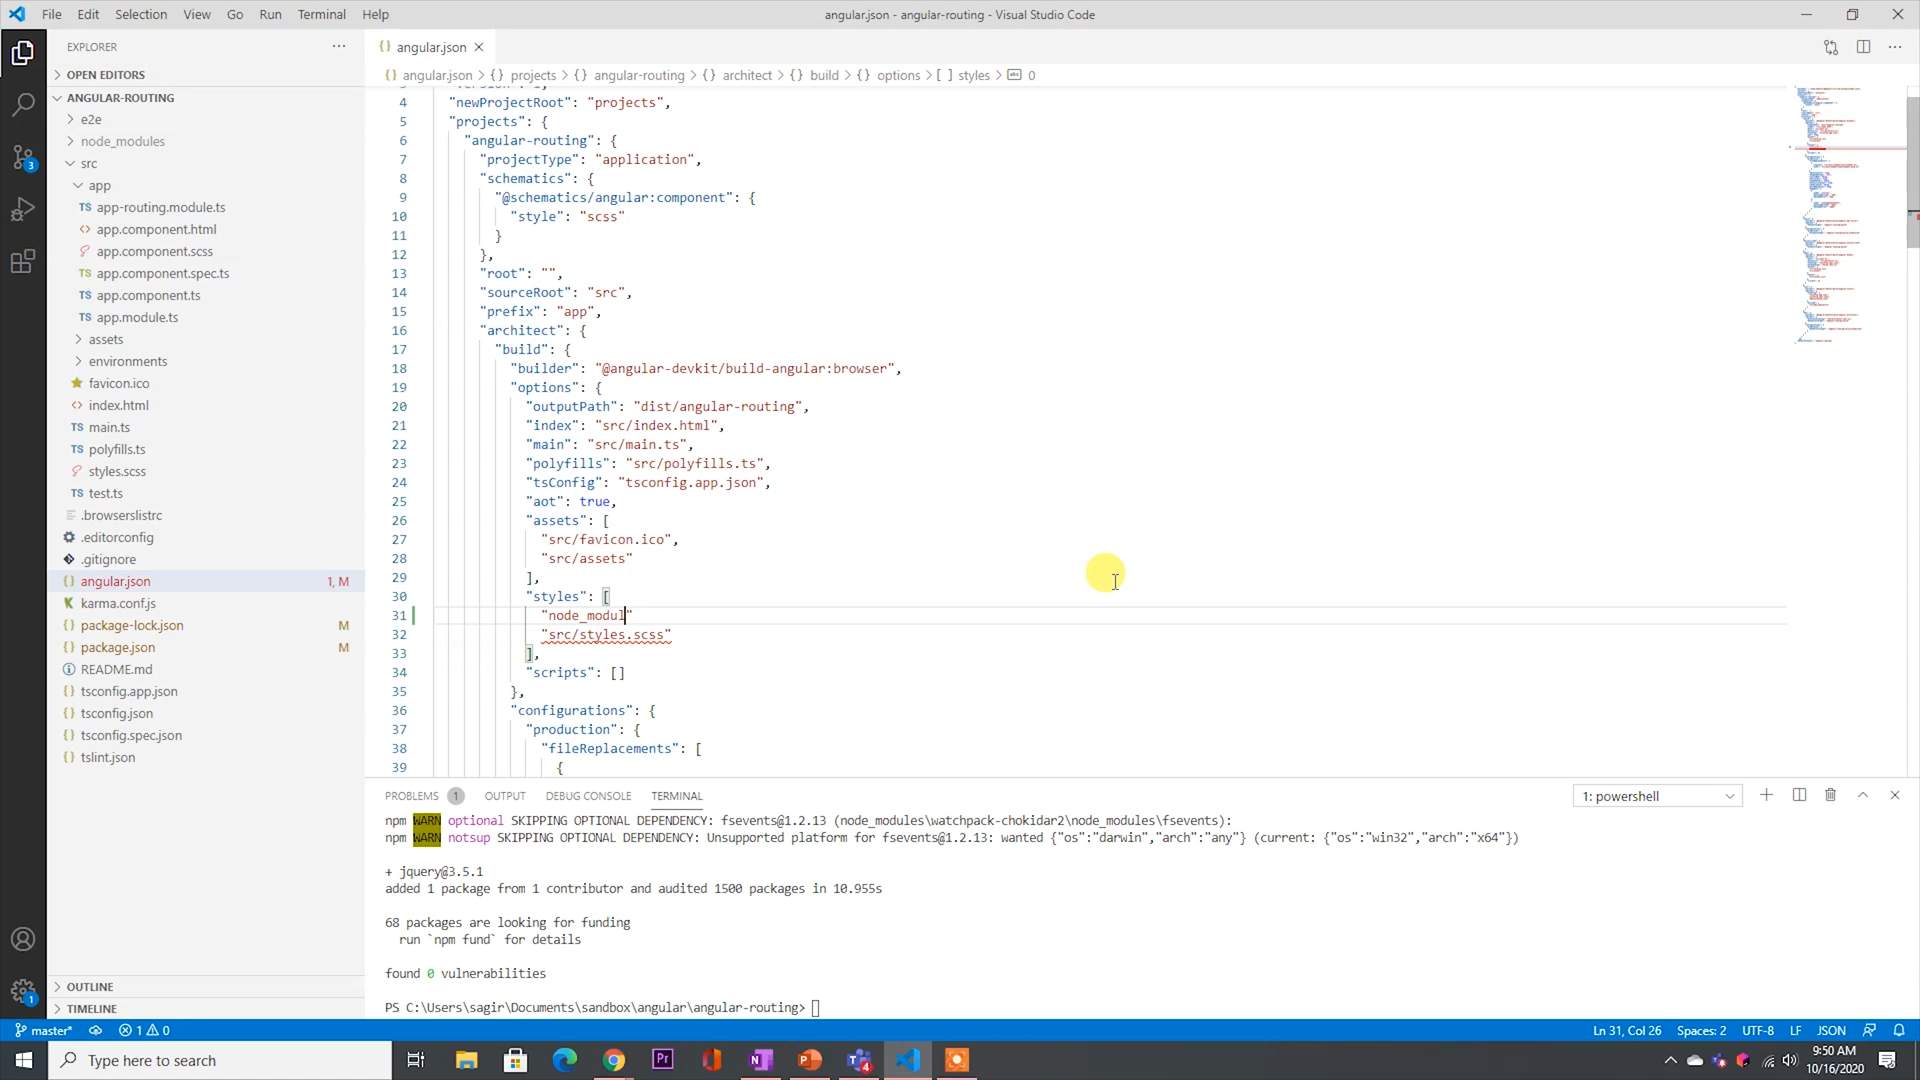 File Edit Selection View Go Run Terminal Help
angular.json - angular-routing - Visual Studio Code
EXPLORER
OPEN EDITORS
ANGULAR-ROUTING
e2e
node_modules
src
app
TS app-routing.module.ts
<> app.component.html
app.component.scss
TS app.component.spec.ts
TS app.component.ts
TS app.module.ts
assets
environments
favicon.ico
<> index.html
TS main.ts
TS polyfills.ts
styles.scss
TS test.ts
.browserslistrc
.editorconfig
.gitignore
{} angular.json 1, M
karma.conf.js
{} package-lock.json M
{} package.json M
README.md
{} tsconfig.app.json
{} tsconfig.json
{} tsconfig.spec.json
{} tslint.json
OUTLINE
TIMELINE
{} angular.json
{} angular.json > {} projects > {} angular-routing > {} architect > {} build > {} options > [ ] styles > abc 0
4 "newProjectRoot": "projects",
5 "projects": {
6 "angular-routing": {
7 "projectType": "application",
8 "schematics": {
9 "@schematics/angular:component": {
10 "style": "scss"
11 }
12 },
13 "root": "",
14 "sourceRoot": "src",
15 "prefix": "app",
16 "architect": {
17 "build": {
18 "builder": "@angular-devkit/build-angular:browser",
19 "options": {
20 "outputPath": "dist/angular-routing",
21 "index": "src/index.html",
22 "main": "src/main.ts",
23 "polyfills": "src/polyfills.ts",
24 "tsConfig": "tsconfig.app.json",
25 "aot": true,
26 "assets": [
27 "src/favicon.ico",
28 "src/assets"
29 ],
30 "styles": [
31 "node_modul"
32 "src/styles.scss"
33 ],
34 "scripts": []
35 },
36 "configurations": {
37 "production": {
38 "fileReplacements": [
39 {
PROBLEMS 1 OUTPUT DEBUG CONSOLE TERMINAL
1: powershell
npm WARN optional SKIPPING OPTIONAL DEPENDENCY: fsevents@1.2.13 (node_modules\watchpack-chokidar2\node_modules\fsevents):
npm WARN notsup SKIPPING OPTIONAL DEPENDENCY: Unsupported platform for fsevents@1.2.13: wanted {"os":"darwin","arch":"any"} (current: {"os":"win32","arch":"x64"})
+ jquery@3.5.1
added 1 package from 1 contributor and audited 1500 packages in 10.955s
68 packages are looking for funding
run `npm fund` for details
found 0 vulnerabilities
PS C:\Users\sagir\Documents\sandbox\angular\angular-routing>
master* 1 0
Ln 31, Col 26 Spaces: 2 UTF-8 LF JSON
Type here to search
9:50 AM
10/16/2020